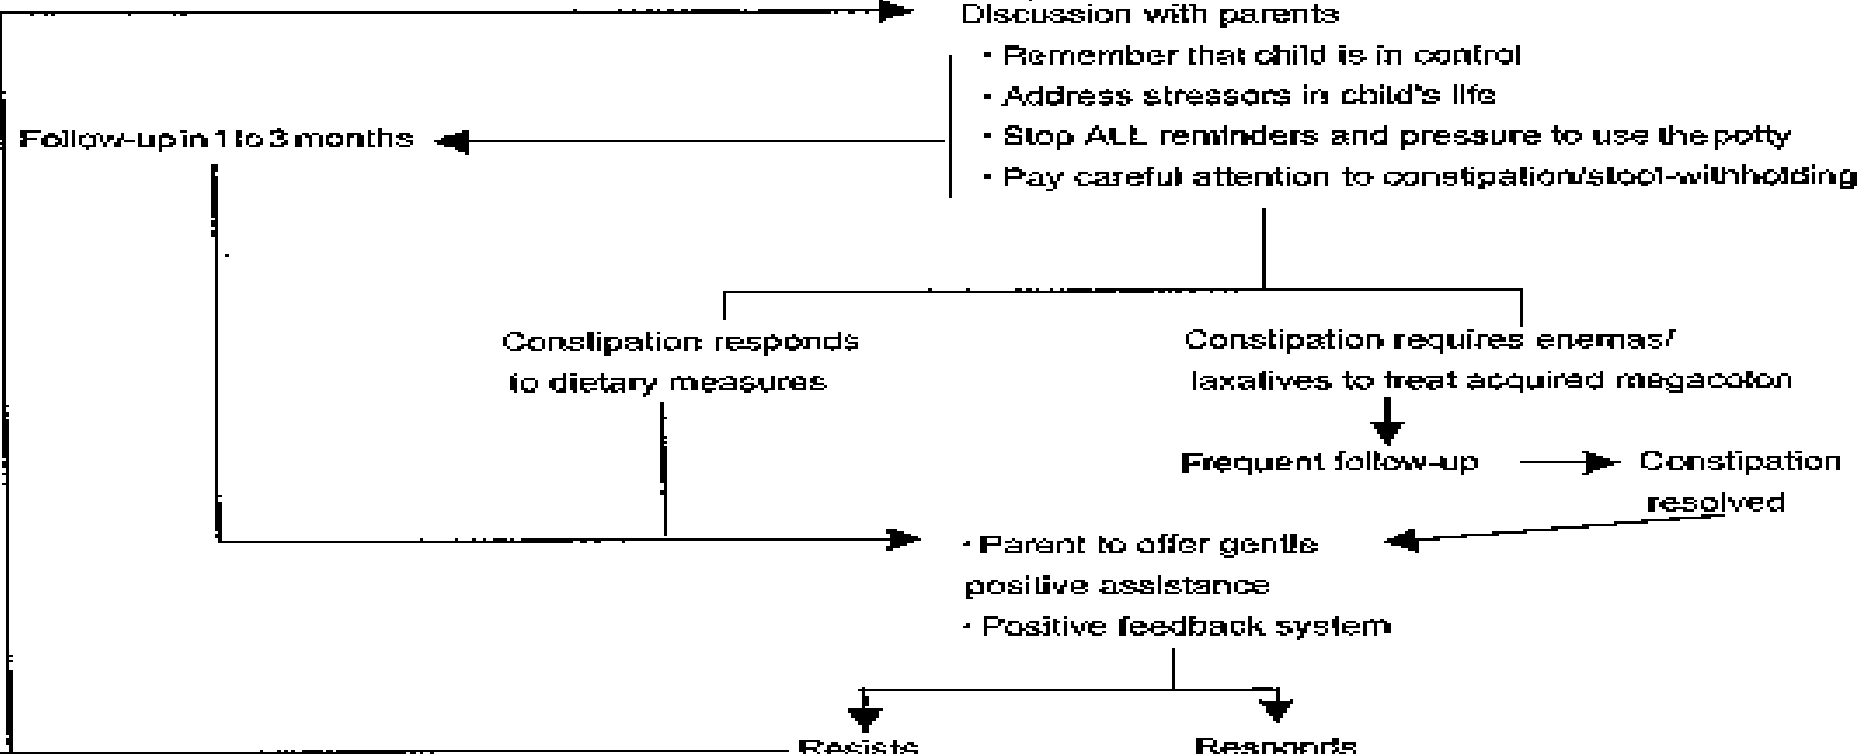 Discussion with parents
· Remember that child is in control
· Address stressors in child's life
· Stop ALL reminders and pressure to use the potty
· Pay careful attention to constipation/stool-withholding
Follow-up in 1 to 3 months
Constipation responds
to dietary measures
Constipation requires enemas/
laxatives to treat acquired megacolon
Frequent follow-up
Constipation
resolved
· Parent to offer gentle
positive assistance
· Positive feedback system
Resists
Responds